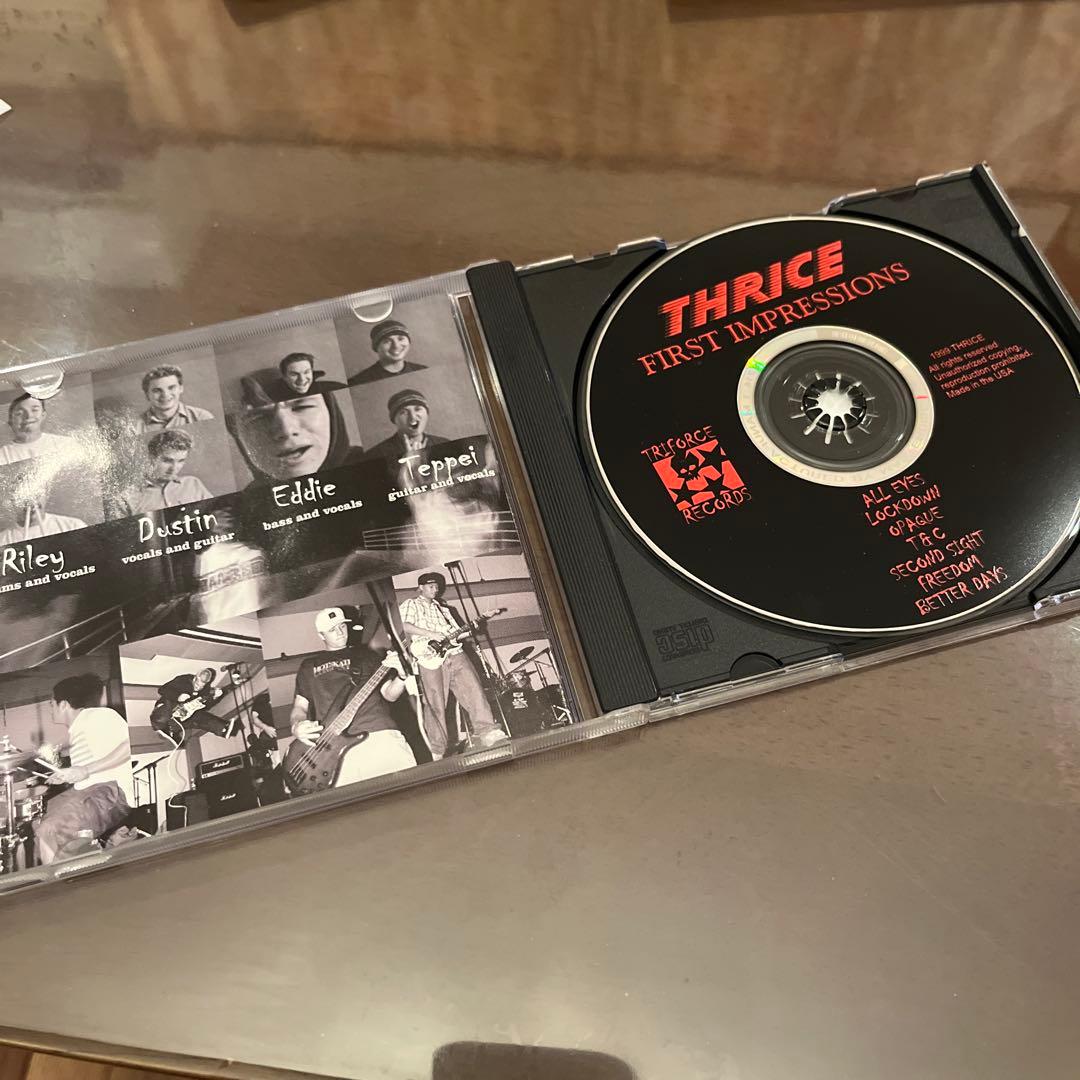 Riley
Dustin
vocals and guitar
Eddie
bass and vocals
Teppei
guitar and vocals
and vocals
THRICE
FIRST IMPRESSIONS
1999 THRICE
All rights reserved
Unauthorized copying,
reproduction prohibited.
Made in the USA
TRIFORCE
RECORDS
ALL EYES
LOCKDOWN
OPAQUE
T&C
SECOND SIGHT
FREEDOM
BETTER DAYS
disc